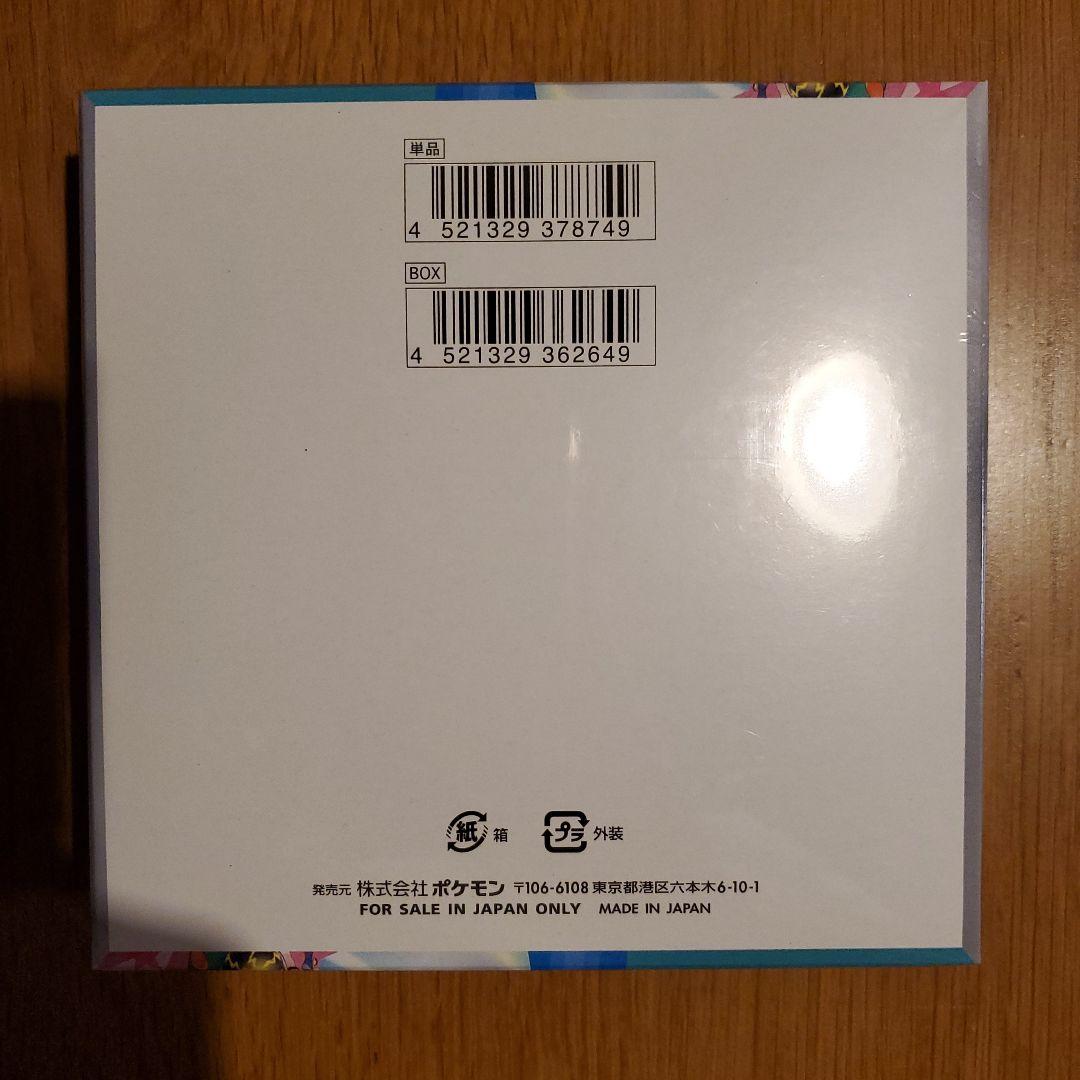 単品
4 521329 378749
BOX
4 521329 362649
紙 箱 プラ 外装
発売元 株式会社 ポケモン 〒106-6108 東京都港区六本木6-10-1
FOR SALE IN JAPAN ONLY MADE IN JAPAN